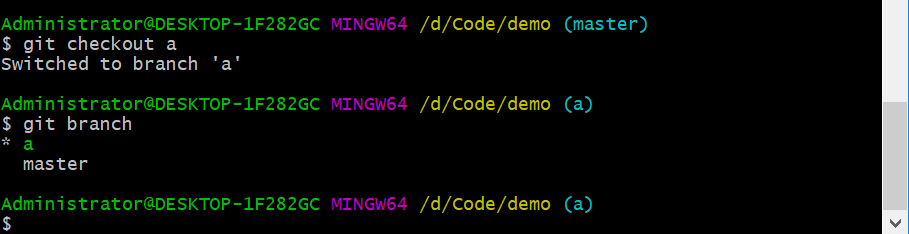 Administrator@DESKTOP-1F282GC MINGW64 /d/Code/demo (master)
$ git checkout a
Switched to branch 'a'
Administrator@DESKTOP-1F282GC MINGW64 /d/Code/demo (a)
$ git branch
* a
  master
Administrator@DESKTOP-1F282GC MINGW64 /d/Code/demo (a)
$